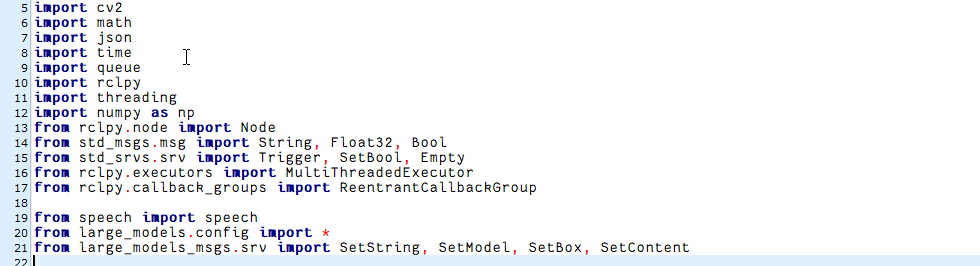 5 import cv2
6 import math
7 import json
8 import time
9 import queue
10 import rclpy
11 import threading
12 import numpy as np
13 from rclpy.node import Node
14 from std_msgs.msg import String, Float32, Bool
15 from std_srvs.srv import Trigger, SetBool, Empty
16 from rclpy.executors import MultiThreadedExecutor
17 from rclpy.callback_groups import ReentrantCallbackGroup
18
19 from speech import speech
20 from large_models.config import *
21 from large_models_msgs.srv import SetString, SetModel, SetBox, SetContent
22